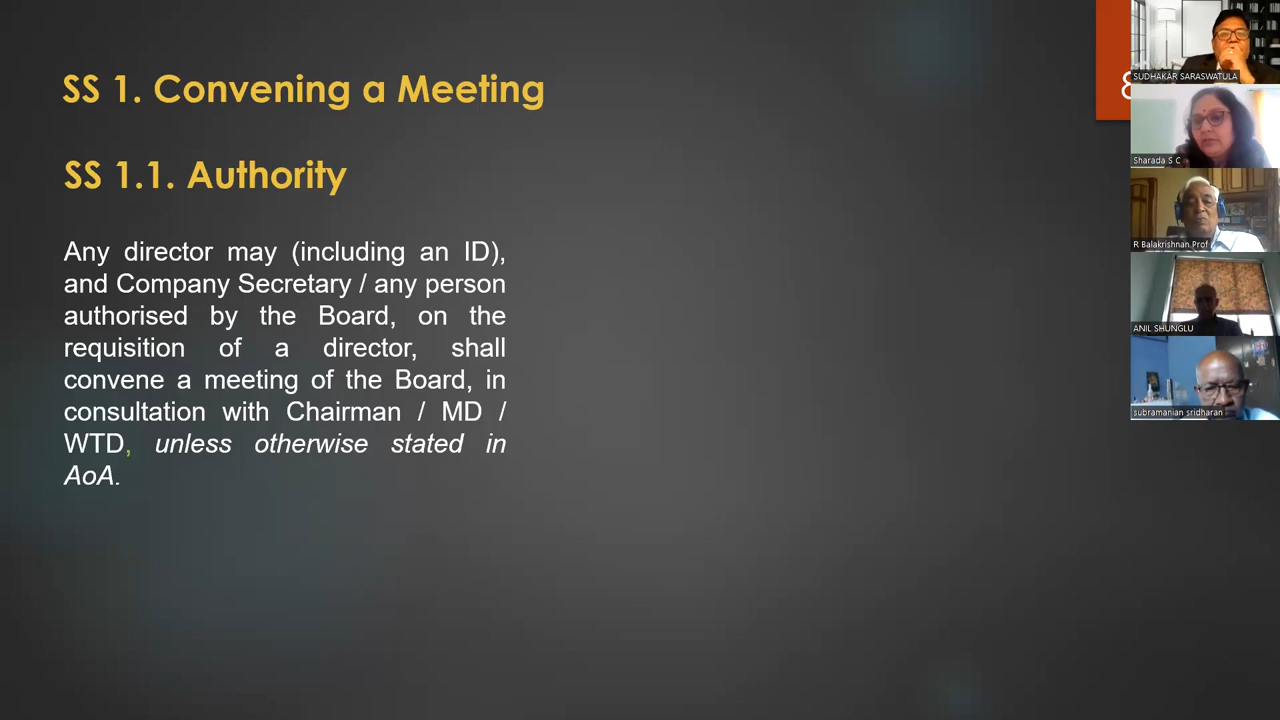 SS 1. Convening a Meeting
SS 1.1. Authority
Any director may (including an ID),
and Company Secretary / any person
authorised by the Board, on the
requisition of a director, shall
convene a meeting of the Board, in
consultation with Chairman / MD /
WTD, unless otherwise stated in
AoA.
SUDHAKAR SARASWATULA
Sharada S C
R Balakrishnan Prof
ANIL SHUNGLU
subramanian sridharan